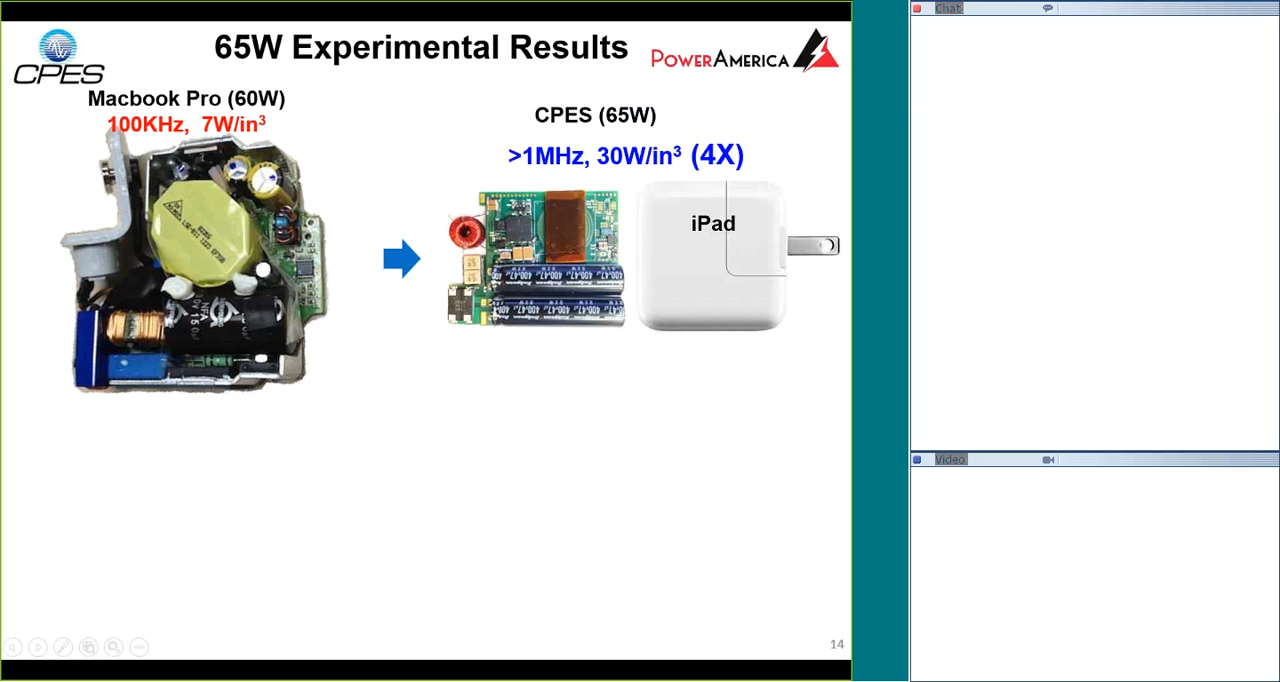 65W Experimental Results
CPES
POWERAMERICA
Macbook Pro (60W)
100KHz, 7W/in³
CPES (65W)
>1MHz, 30W/in³ (4X)
iPad
14
Chat
Video